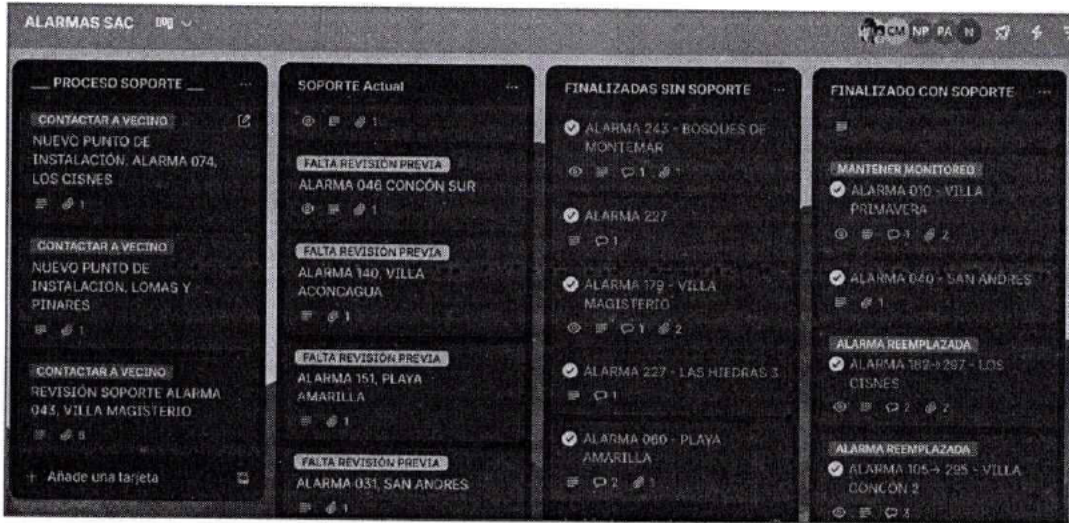 ALARMAS SAC
CM NP PA N
__ PROCESO SOPORTE __ ...
CONTACTAR A VECINO
NUEVO PUNTO DE
INSTALACIÓN, ALARMA 074,
LOS CISNES
1
CONTACTAR A VECINO
NUEVO PUNTO DE
INSTALACIÓN, LOMAS Y
PINARES
1
CONTACTAR A VECINO
REVISIÓN SOPORTE ALARMA
043, VILLA MAGISTERIO
+ Añade una tarjeta
SOPORTE Actual ...
1
FALTA REVISIÓN PREVIA
ALARMA 046 CONCÓN SUR
1
FALTA REVISIÓN PREVIA
ALARMA 140, VILLA
ACONCAGUA
1
FALTA REVISIÓN PREVIA
ALARMA 151, PLAYA
AMARILLA
1
FALTA REVISIÓN PREVIA
ALARMA 031, SAN ANDRES
1
FINALIZADAS SIN SOPORTE ...
ALARMA 243 - BOSQUES DE
MONTEMAR
1 1
ALARMA 227
1
ALARMA 179 - VILLA
MAGISTERIO
1 2
ALARMA 227 - LAS HIEDRAS 3
1
ALARMA 060 - PLAYA
AMARILLA
2 1
FINALIZADO CON SOPORTE ...
MANTENER MONITOREO
ALARMA 010 - VILLA
PRIMAVERA
1 2
ALARMA 040 - SAN ANDRES
1
ALARMA REEMPLAZADA
ALARMA 182→297 - LOS
CISNES
2 2
ALARMA REEMPLAZADA
ALARMA 105→ 295 - VILLA
CONCON 2
3